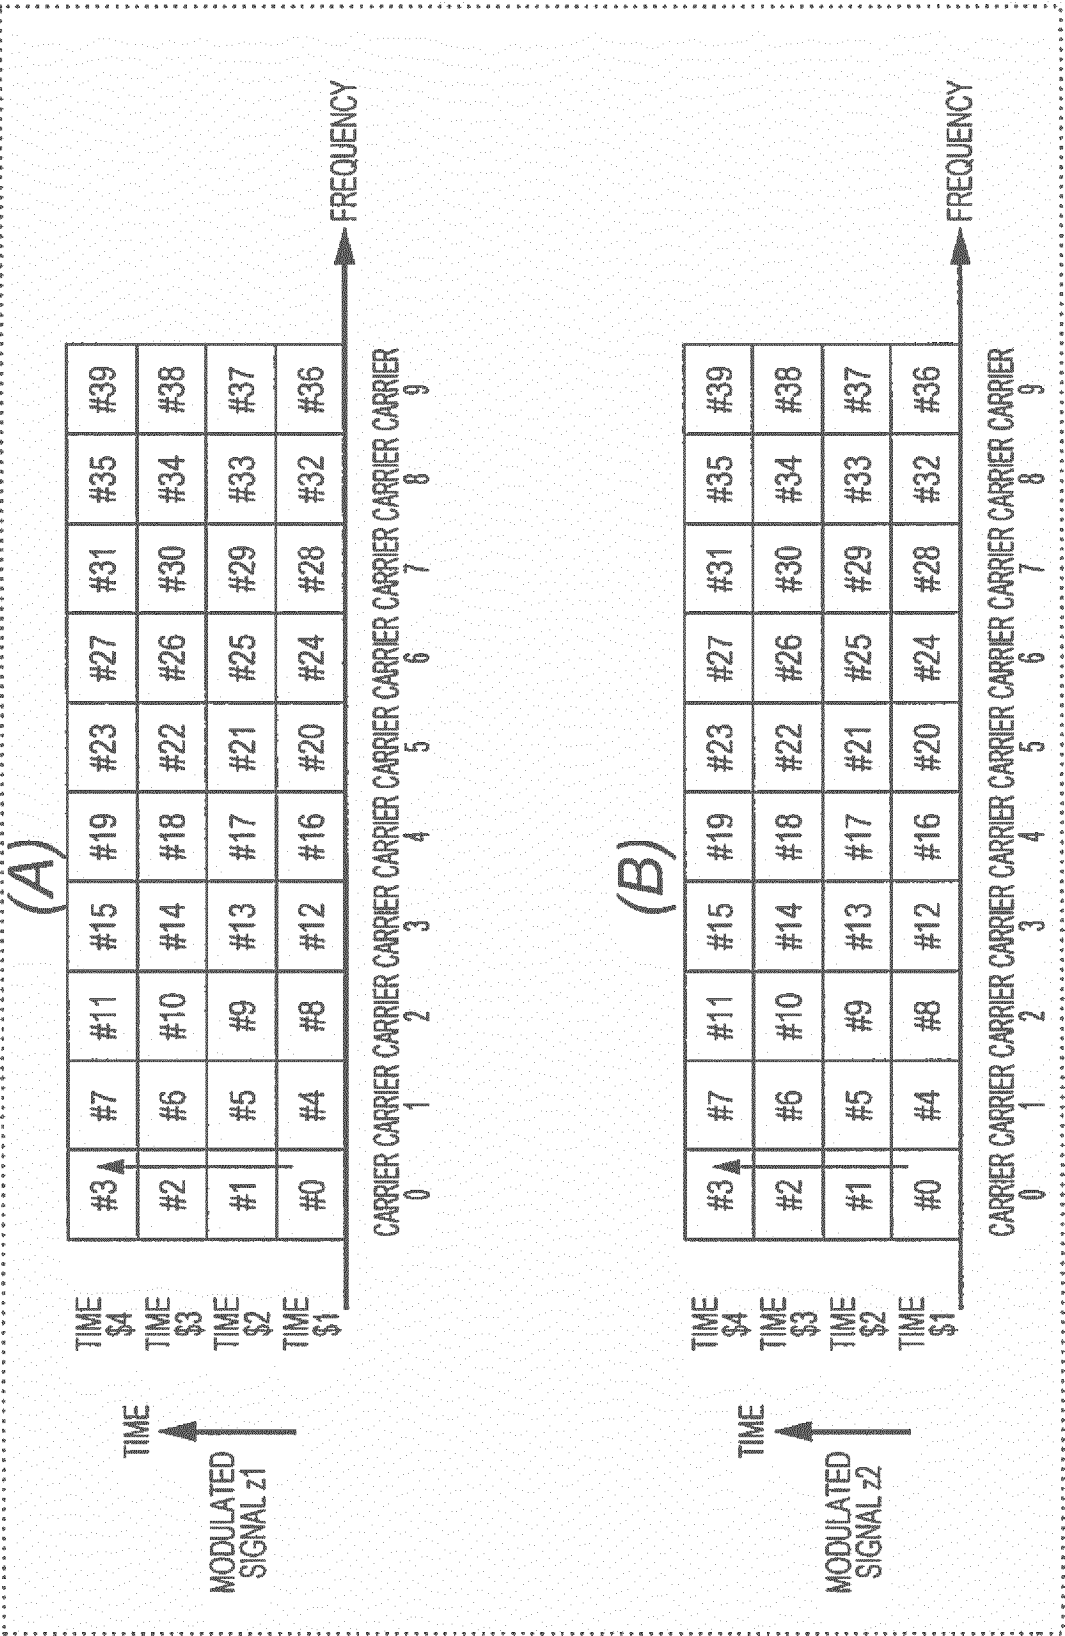 (A)
TIME
MODULATED
SIGNAL z1
TIME
$4
#3 #7 #11 #15 #19 #23 #27 #31 #35 #39
TIME
$3
#2 #6 #10 #14 #18 #22 #26 #30 #34 #38
TIME
$2
#1 #5 #9 #13 #17 #21 #25 #29 #33 #37
TIME
$1
#0 #4 #8 #12 #16 #20 #24 #28 #32 #36
FREQUENCY
CARRIER CARRIER CARRIER CARRIER CARRIER CARRIER CARRIER CARRIER CARRIER CARRIER
0 1 2 3 4 5 6 7 8 9
(B)
TIME
MODULATED
SIGNAL z2
TIME
$4
#3 #7 #11 #15 #19 #23 #27 #31 #35 #39
TIME
$3
#2 #6 #10 #14 #18 #22 #26 #30 #34 #38
TIME
$2
#1 #5 #9 #13 #17 #21 #25 #29 #33 #37
TIME
$1
#0 #4 #8 #12 #16 #20 #24 #28 #32 #36
FREQUENCY
CARRIER CARRIER CARRIER CARRIER CARRIER CARRIER CARRIER CARRIER CARRIER CARRIER
0 1 2 3 4 5 6 7 8 9